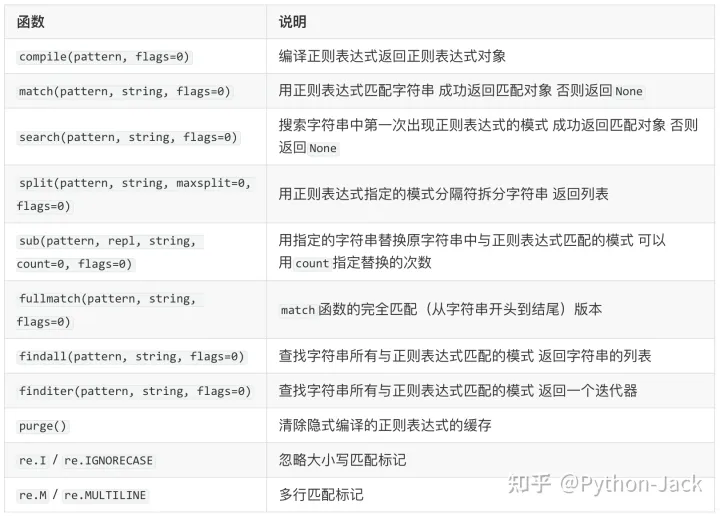 函数 说明
compile(pattern, flags=0) 编译正则表达式返回正则表达式对象
match(pattern, string, flags=0) 用正则表达式匹配字符串 成功返回匹配对象 否则返回None
search(pattern, string, flags=0) 搜索字符串中第一次出现正则表达式的模式 成功返回匹配对象 否则
返回None
split(pattern, string, maxsplit=0,
flags=0)
用正则表达式指定的模式分隔符拆分字符串 返回列表
sub(pattern, repl, string,
count=0, flags=0)
用指定的字符串替换原字符串中与正则表达式匹配的模式 可以
用count指定替换的次数
fullmatch(pattern, string,
flags=0)
match函数的完全匹配（从字符串开头到结尾）版本
findall(pattern, string, flags=0) 查找字符串所有与正则表达式匹配的模式 返回字符串的列表
finditer(pattern, string, flags=0) 查找字符串所有与正则表达式匹配的模式 返回一个迭代器
purge() 清除隐式编译的正则表达式的缓存
re.I / re.IGNORECASE 忽略大小写匹配标记
re.M / re.MULTILINE 多行匹配标记
知乎 @Python-Jack